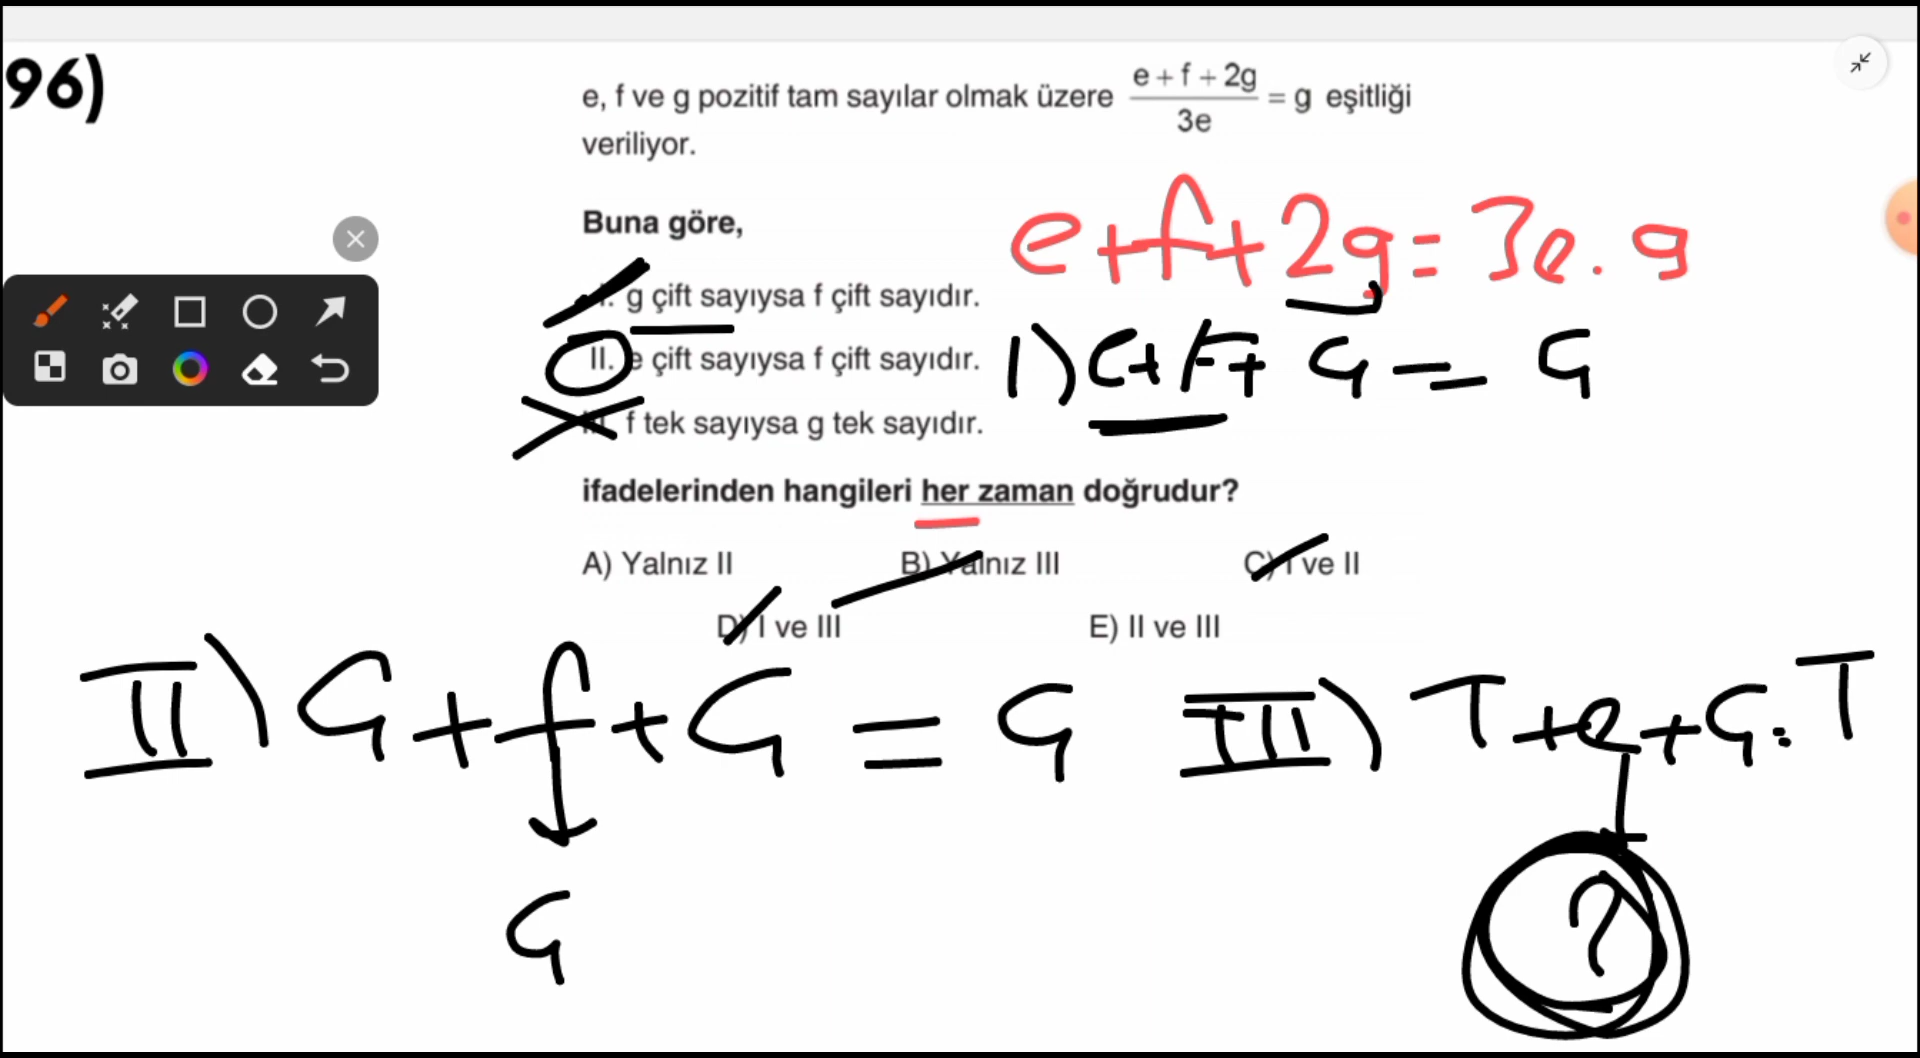 96)
e, f ve g pozitif tam sayılar olmak üzere e + f + 2g / 3e = g eşitliği
veriliyor.
Buna göre,
e+f+2g = 3e.g
I. g çift sayıysa f çift sayıdır.
II. e çift sayıysa f çift sayıdır.
1) e+f+ Ç = Ç
III. f tek sayıysa g tek sayıdır.
ifadelerinden hangileri her zaman doğrudur?
A) Yalnız II B) Yalnız III C) I ve II
D) I ve III E) II ve III
II) Ç+f+Ç = Ç III) T+e+Ç=T
Ç
?